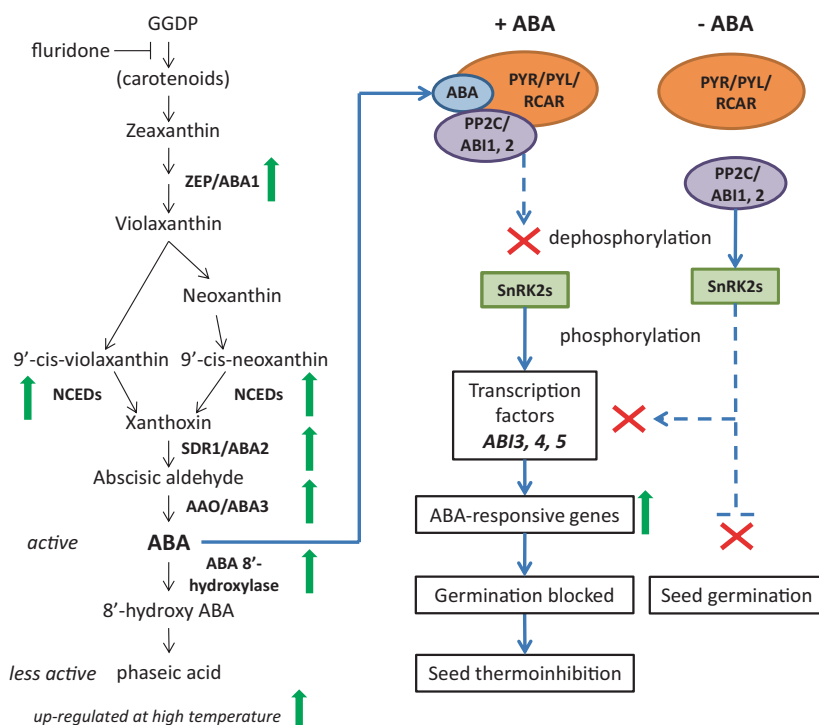 GGDP
fluridone
(carotenoids)
Zeaxanthin
ZEP/ABA1
Violaxanthin
Neoxanthin
9’-cis-violaxanthin 9’-cis-neoxanthin
NCEDs NCEDs
Xanthoxin
SDR1/ABA2
Abscisic aldehyde
AAO/ABA3
active ABA
ABA 8’-
hydroxylase
8’-hydroxy ABA
less active phaseic acid
up-regulated at high temperature
+ ABA
ABA
PYR/PYL/
RCAR
PP2C/
ABI1, 2
dephosphorylation
SnRK2s
phosphorylation
Transcription
factors
ABI3, 4, 5
ABA-responsive genes
Germination blocked
Seed thermoinhibition
- ABA
PYR/PYL/
RCAR
PP2C/
ABI1, 2
SnRK2s
Seed germination